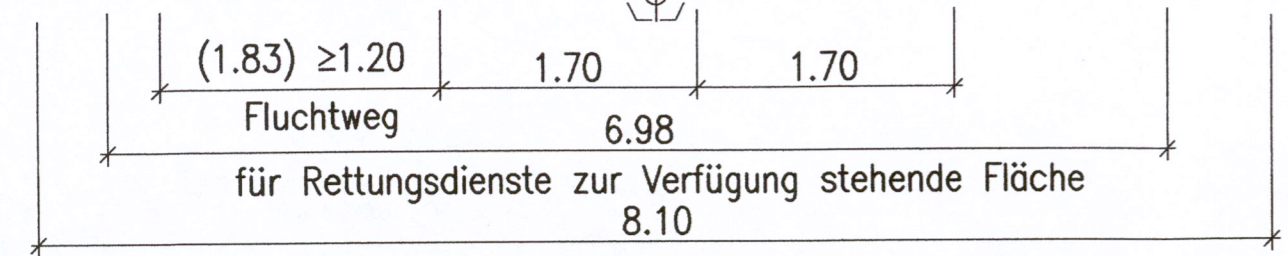 (1.83) ≥1.20 1.70 1.70
Fluchtweg 6.98
für Rettungsdienste zur Verfügung stehende Fläche
8.10